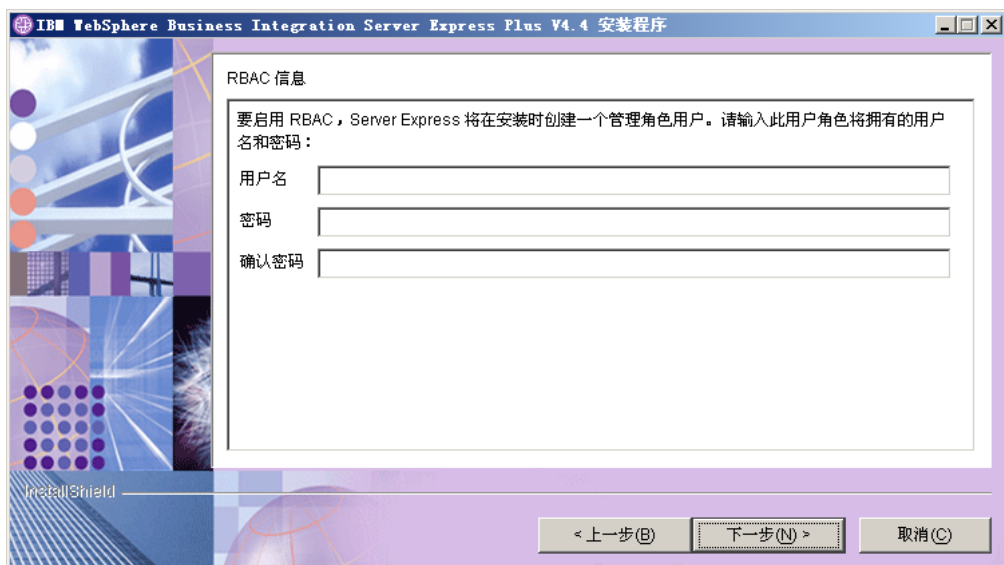 IBM WebSphere Business Integration Server Express Plus V4.4 安装程序
RBAC 信息
要启用 RBAC，Server Express 将在安装时创建一个管理角色用户。请输入此用户角色将拥有的用户
名和密码：
用户名
密码
确认密码
InstallShield
< 上一步(B)
下一步(N) >
取消(C)